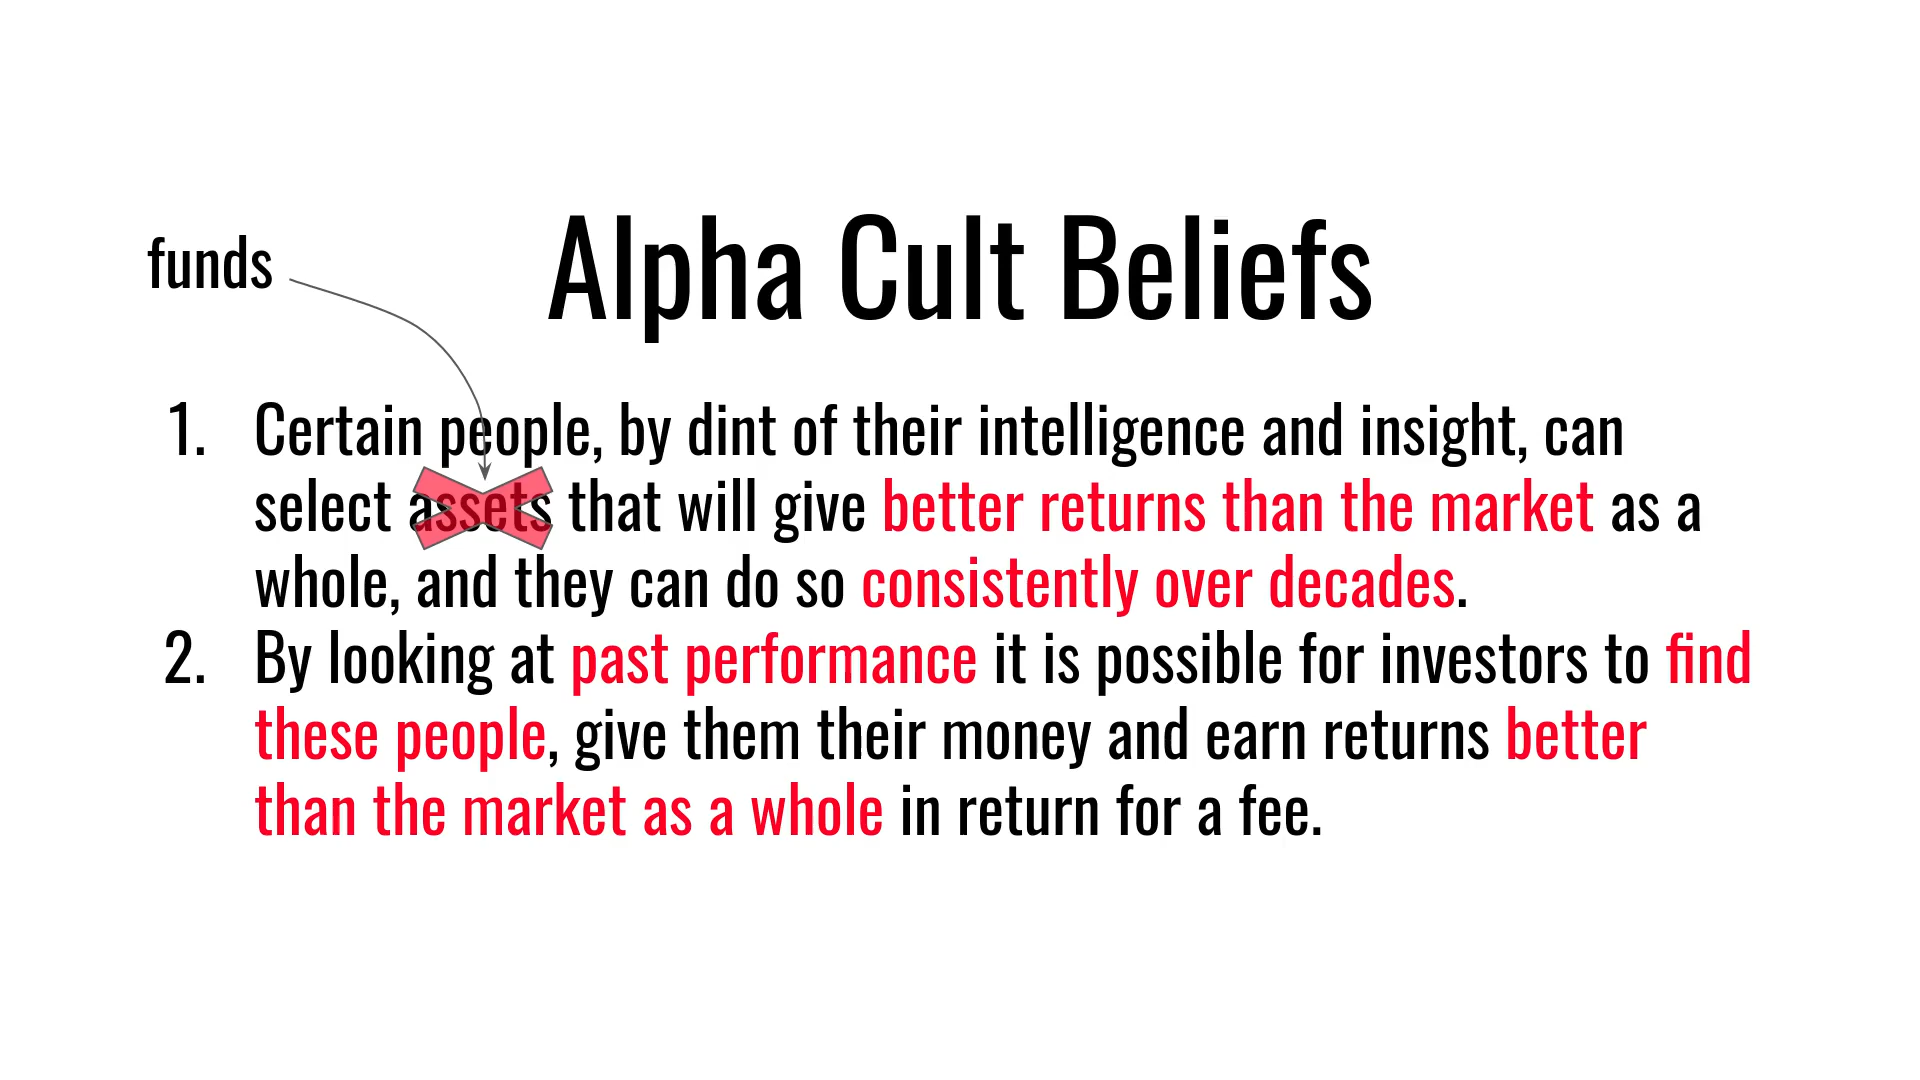 funds
Alpha Cult Beliefs
1. Certain people, by dint of their intelligence and insight, can
select assets that will give better returns than the market as a
whole, and they can do so consistently over decades.
2. By looking at past performance it is possible for investors to find
these people, give them their money and earn returns better
than the market as a whole in return for a fee.